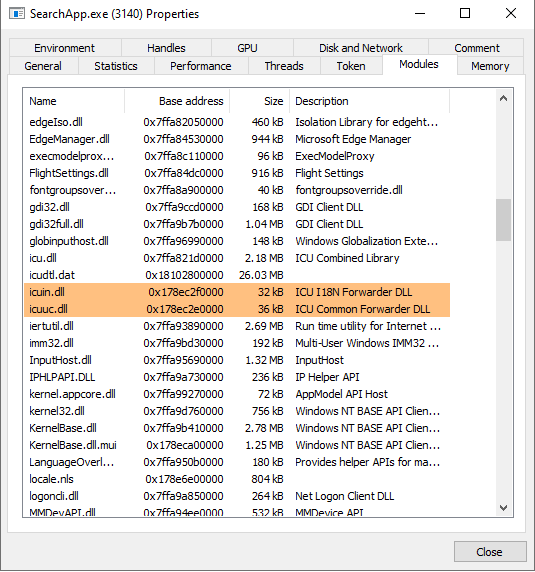 SearchApp.exe (3140) Properties
Environment Handles GPU Disk and Network Comment
General Statistics Performance Threads Token Modules Memory
Name Base address Size Description
edgeIso.dll 0x7ffa82050000 460 kB Isolation Library for edgeht...
EdgeManager.dll 0x7ffa84530000 944 kB Microsoft Edge Manager
execmodelproxy... 0x7ffa8c110000 96 kB ExecModelProxy
FlightSettings.dll 0x7ffa84dc0000 916 kB Flight Settings
fontgroupsover... 0x7ffa8a900000 40 kB fontgroupsoverride.dll
gdi32.dll 0x7ffa9ccd0000 168 kB GDI Client DLL
gdi32full.dll 0x7ffa9b7b0000 1.04 MB GDI Client DLL
globinputhost.dll 0x7ffa96990000 148 kB Windows Globalization Exte...
icu.dll 0x7ffa821d0000 2.18 MB ICU Combined Library
icudtl.dat 0x18102800000 26.03 MB
icuin.dll 0x178ec2f0000 32 kB ICU I18N Forwarder DLL
icuuc.dll 0x178ec2e0000 36 kB ICU Common Forwarder DLL
iertutil.dll 0x7ffa93890000 2.69 MB Run time utility for Internet ...
imm32.dll 0x7ffa9bd30000 192 kB Multi-User Windows IMM32 ...
InputHost.dll 0x7ffa95690000 1.32 MB InputHost
IPHLPAPI.DLL 0x7ffa9a730000 236 kB IP Helper API
kernel.appcore.dll 0x7ffa99270000 72 kB AppModel API Host
kernel32.dll 0x7ffa9d760000 756 kB Windows NT BASE API Clien...
KernelBase.dll 0x7ffa9b410000 2.78 MB Windows NT BASE API Clien...
KernelBase.dll.mui 0x178eca00000 1.25 MB Windows NT BASE API Clien...
LanguageOverl... 0x7ffa950b0000 180 kB Provides helper APIs for ma...
locale.nls 0x178e6e00000 804 kB
logoncli.dll 0x7ffa9a850000 264 kB Net Logon Client DLL
MMDevAPI.dll 0x7ffa94ee0000 532 kB MMDevice API
Close